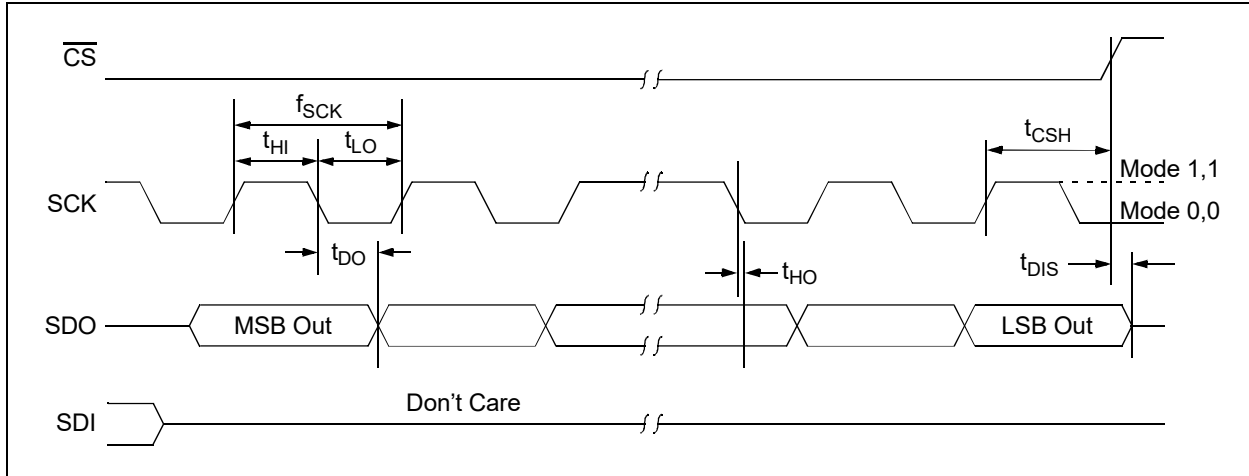 CS
fSCK
tHI
tLO
tCSH
SCK
Mode 1,1
Mode 0,0
tDO
tHO
tDIS
SDO
MSB Out
LSB Out
SDI
Don't Care